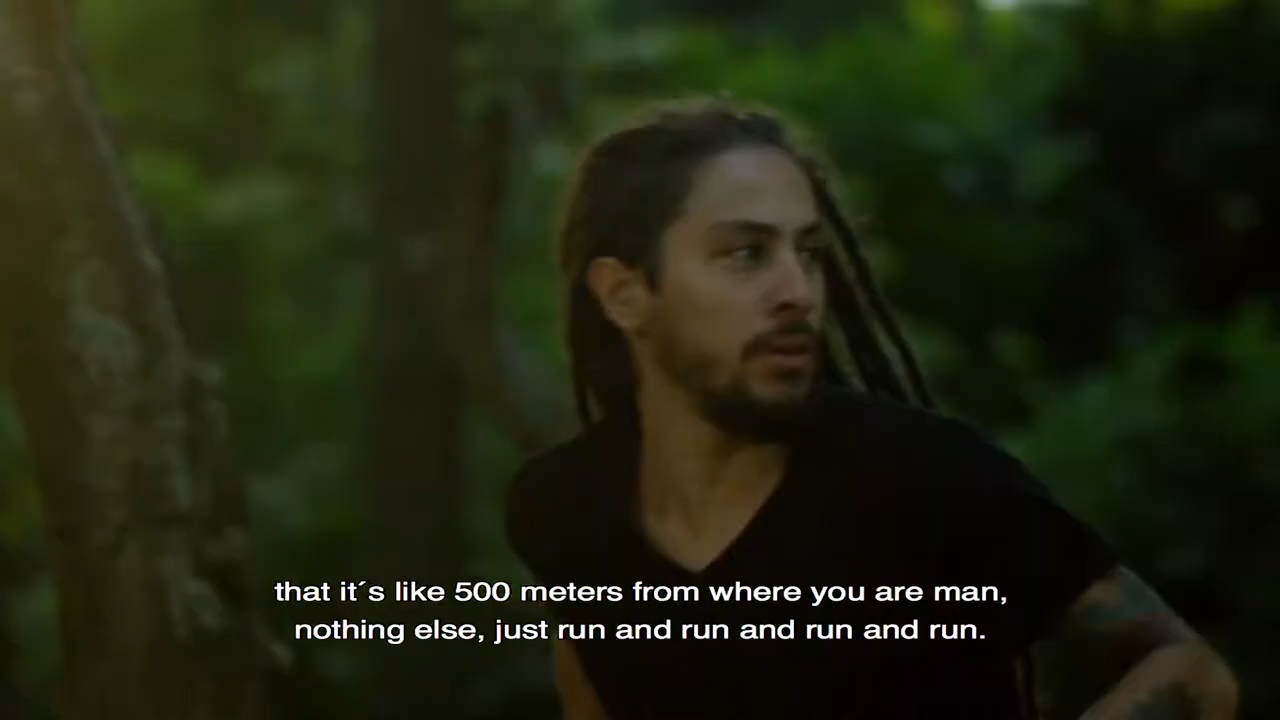 that it´s like 500 meters from where you are man,
nothing else, just run and run and run and run.